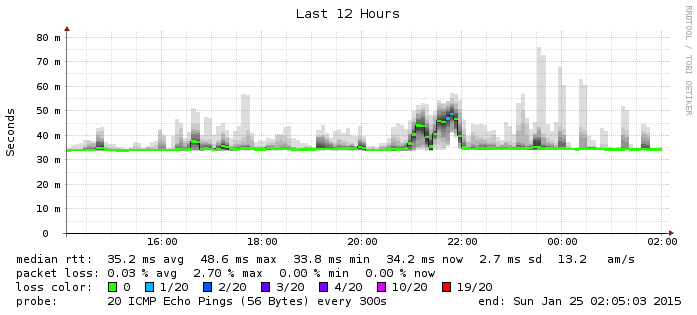 Last 12 Hours
RRDTOOL / TOBI OETIKER
Seconds
80 m
70 m
60 m
50 m
40 m
30 m
20 m
10 m
0
16:00 18:00 20:00 22:00 00:00 02:00
median rtt: 35.2 ms avg 48.6 ms max 33.8 ms min 34.2 ms now 2.7 ms sd 13.2 am/s
packet loss: 0.03 % avg 2.70 % max 0.00 % min 0.00 % now
loss color: 0 1/20 2/20 3/20 4/20 10/20 19/20
probe: 20 ICMP Echo Pings (56 Bytes) every 300s end: Sun Jan 25 02:05:03 2015